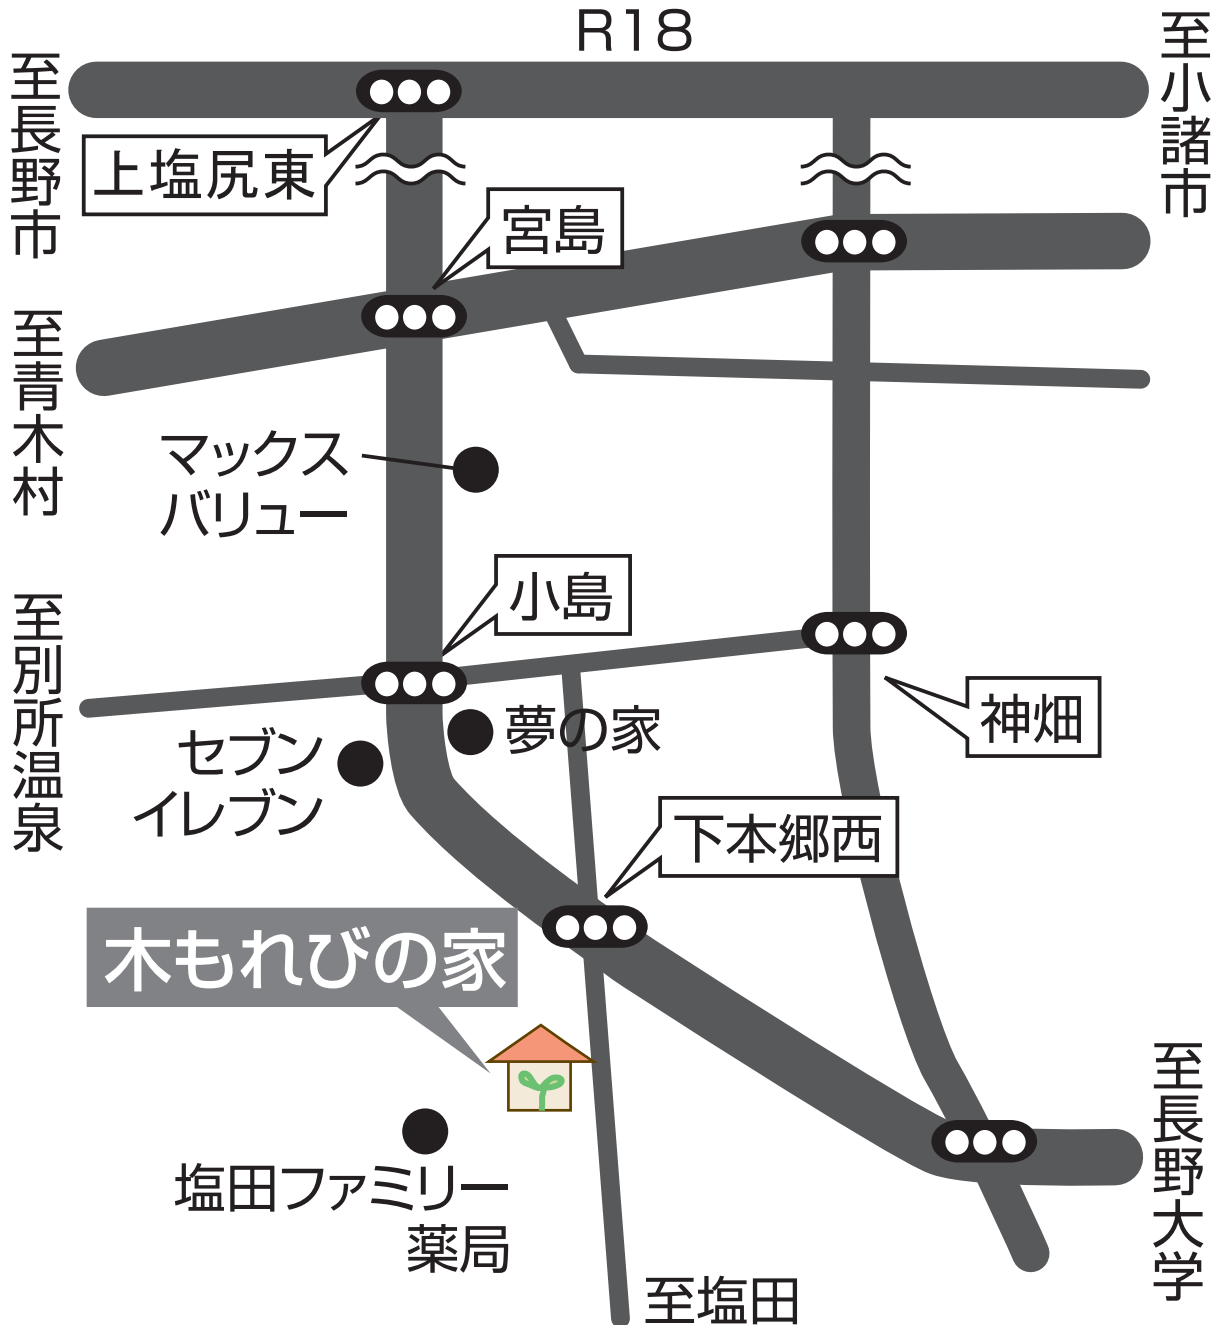 R18
至長野市
至小諸市
上塩尻東
宮島
至青木村
マックス
バリュー
小島
至別所温泉
夢の家
神畑
セブン
イレブン
下本郷西
木もれびの家
至長野大学
塩田ファミリー
薬局
至塩田